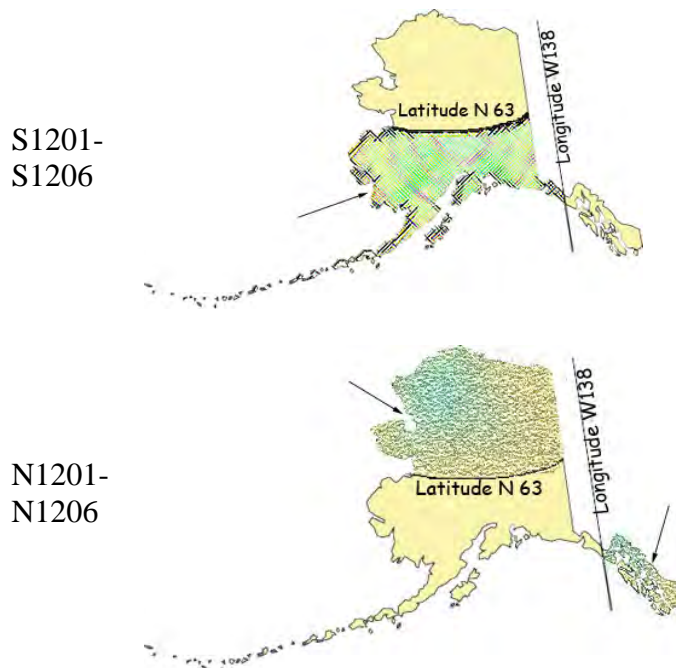 Latitude N 63
Longitude W138
S1201-
S1206
Latitude N 63
Longitude W138
N1201-
N1206